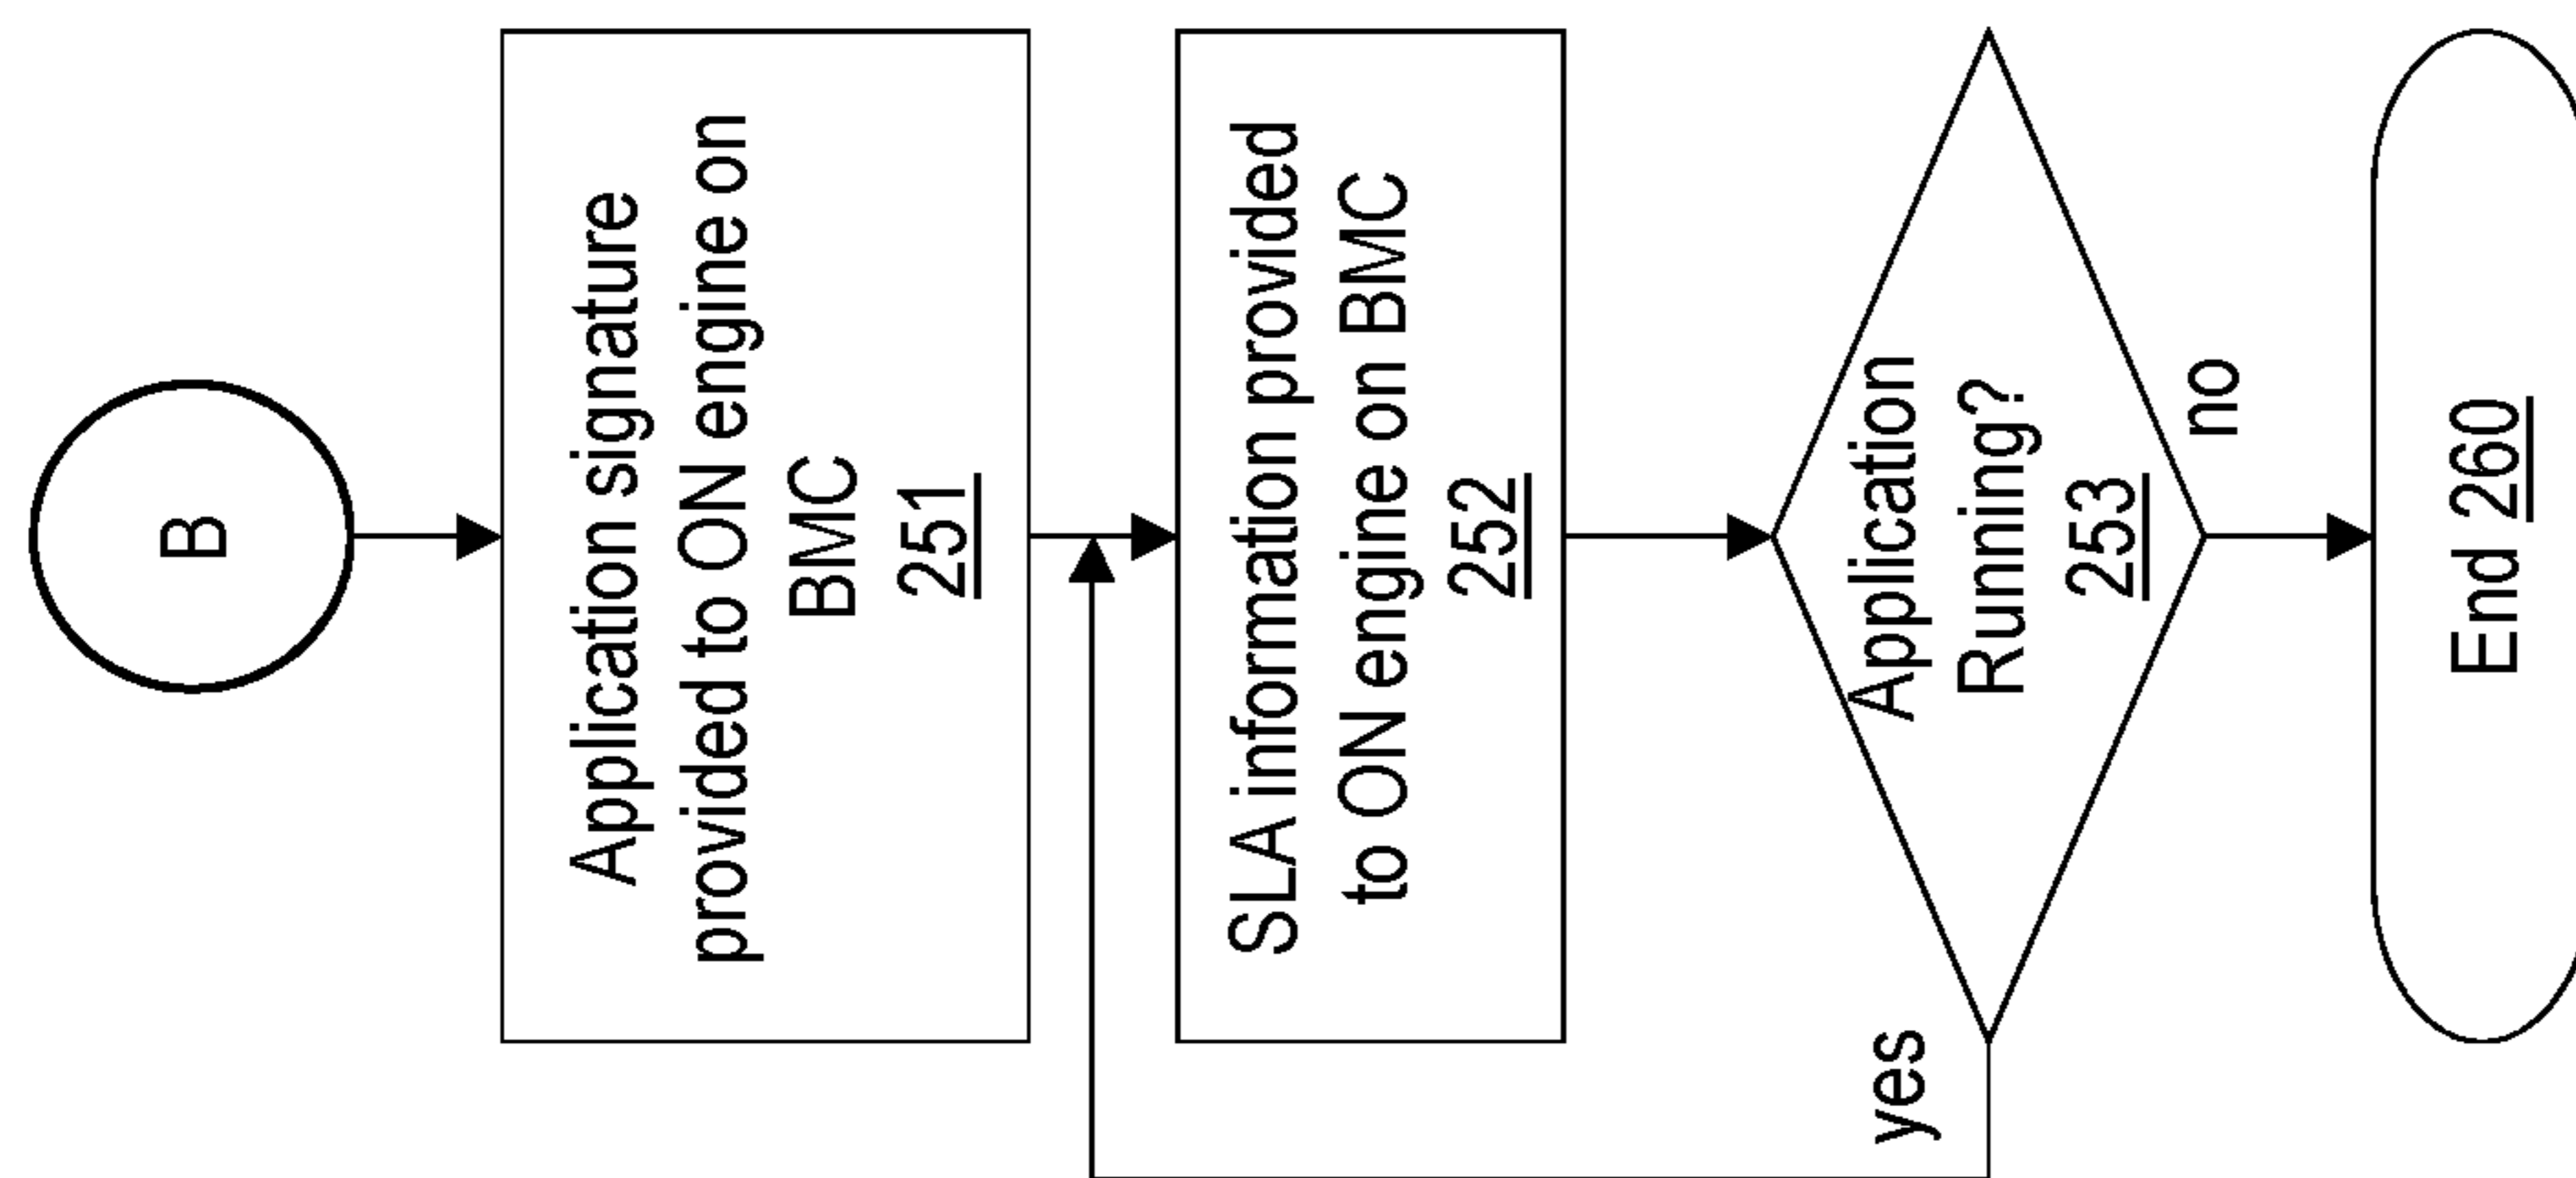 B
Application signature
provided to ON engine on
BMC
251
SLA information provided
to ON engine on BMC
252
Application
Running?
253
yes
no
End 260